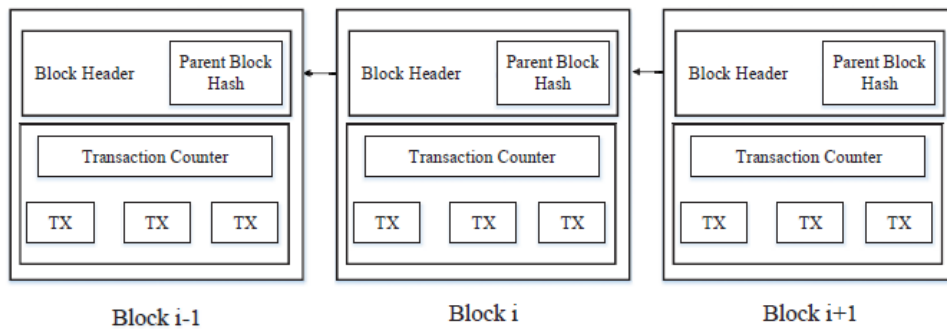 Block Header
Parent Block
Hash
Transaction Counter
TX
TX
TX
Block i-1
Block Header
Parent Block
Hash
Transaction Counter
TX
TX
TX
Block i
Block Header
Parent Block
Hash
Transaction Counter
TX
TX
TX
Block i+1